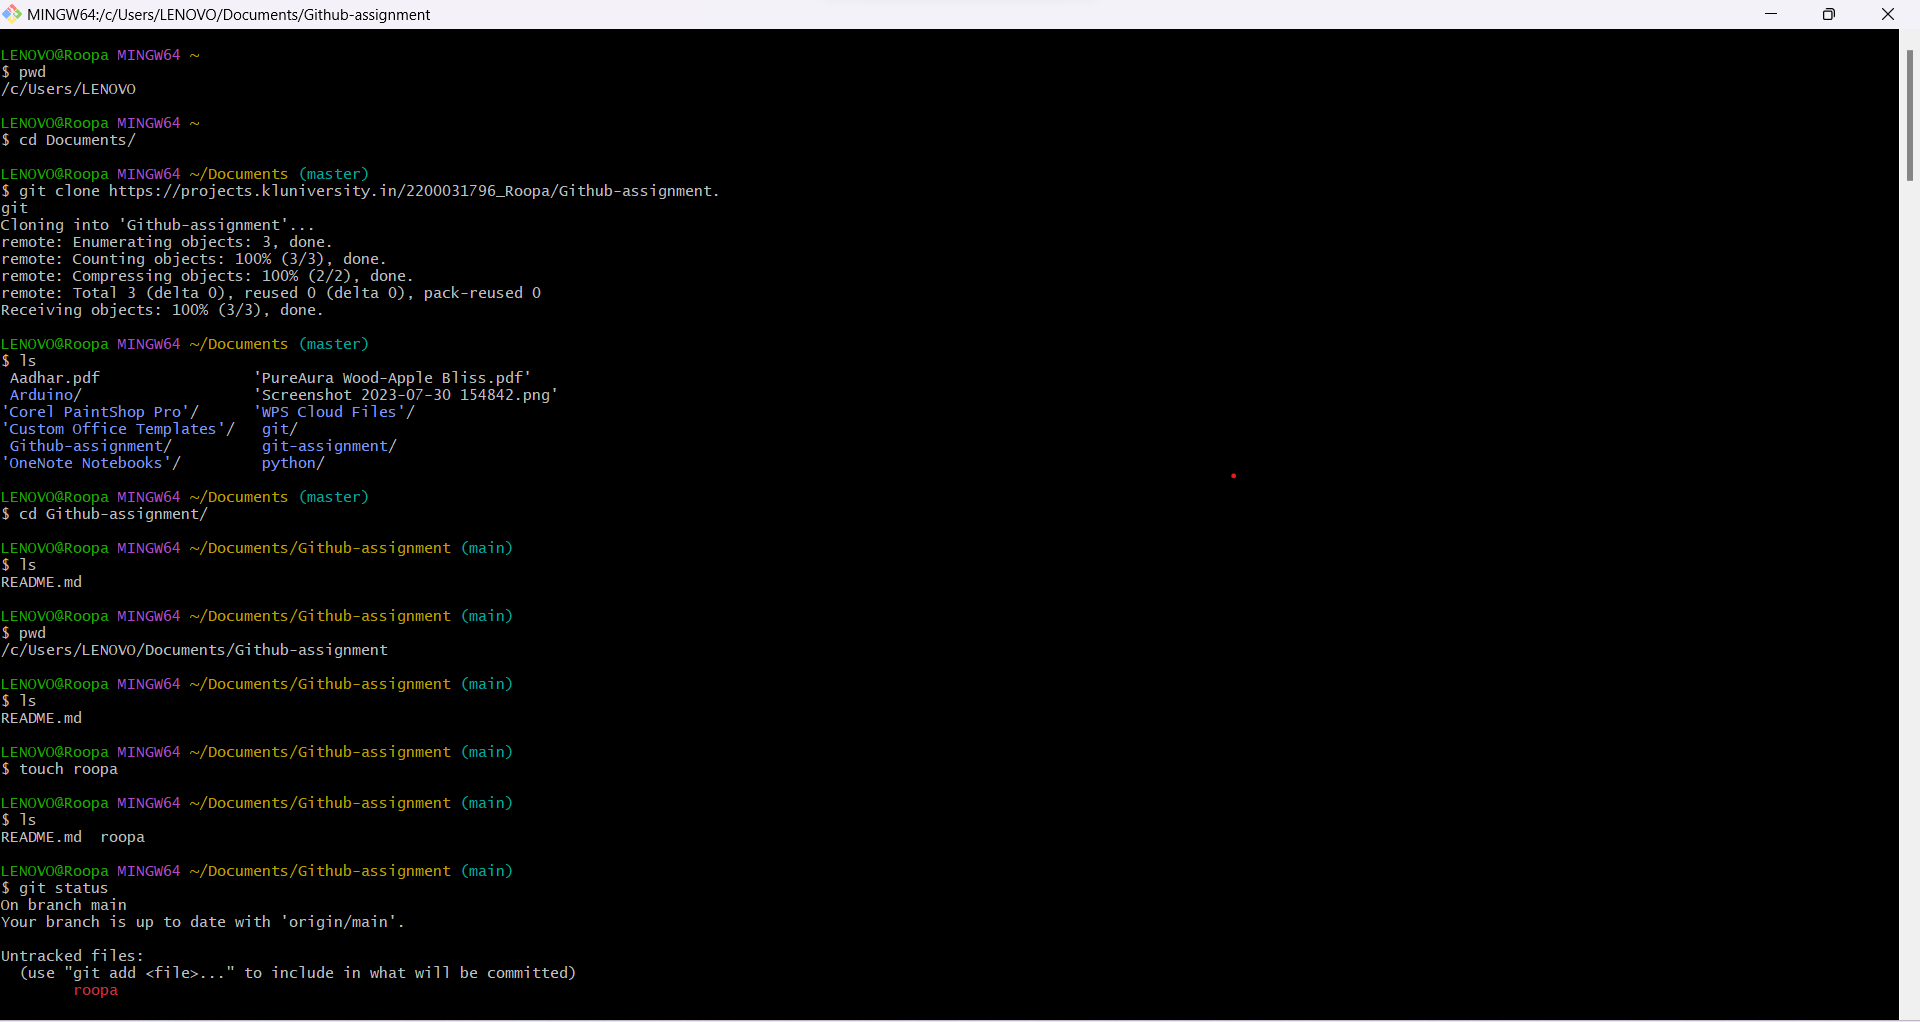 MINGW64:/c/Users/LENOVO/Documents/Github-assignment
LENOVO@Roopa MINGW64 ~
$ pwd
/c/Users/LENOVO
LENOVO@Roopa MINGW64 ~
$ cd Documents/
LENOVO@Roopa MINGW64 ~/Documents (master)
$ git clone https://projects.kluniversity.in/2200031796_Roopa/Github-assignment.
git
Cloning into 'Github-assignment'...
remote: Enumerating objects: 3, done.
remote: Counting objects: 100% (3/3), done.
remote: Compressing objects: 100% (2/2), done.
remote: Total 3 (delta 0), reused 0 (delta 0), pack-reused 0
Receiving objects: 100% (3/3), done.
LENOVO@Roopa MINGW64 ~/Documents (master)
$ ls
 Aadhar.pdf                 'PureAura Wood-Apple Bliss.pdf'
 Arduino/                   'Screenshot 2023-07-30 154842.png'
'Corel PaintShop Pro'/      'WPS Cloud Files'/
'Custom Office Templates'/   git/
 Github-assignment/          git-assignment/
'OneNote Notebooks'/         python/
LENOVO@Roopa MINGW64 ~/Documents (master)
$ cd Github-assignment/
LENOVO@Roopa MINGW64 ~/Documents/Github-assignment (main)
$ ls
README.md
LENOVO@Roopa MINGW64 ~/Documents/Github-assignment (main)
$ pwd
/c/Users/LENOVO/Documents/Github-assignment
LENOVO@Roopa MINGW64 ~/Documents/Github-assignment (main)
$ ls
README.md
LENOVO@Roopa MINGW64 ~/Documents/Github-assignment (main)
$ touch roopa
LENOVO@Roopa MINGW64 ~/Documents/Github-assignment (main)
$ ls
README.md  roopa
LENOVO@Roopa MINGW64 ~/Documents/Github-assignment (main)
$ git status
On branch main
Your branch is up to date with 'origin/main'.
Untracked files:
  (use "git add <file>..." to include in what will be committed)
        roopa